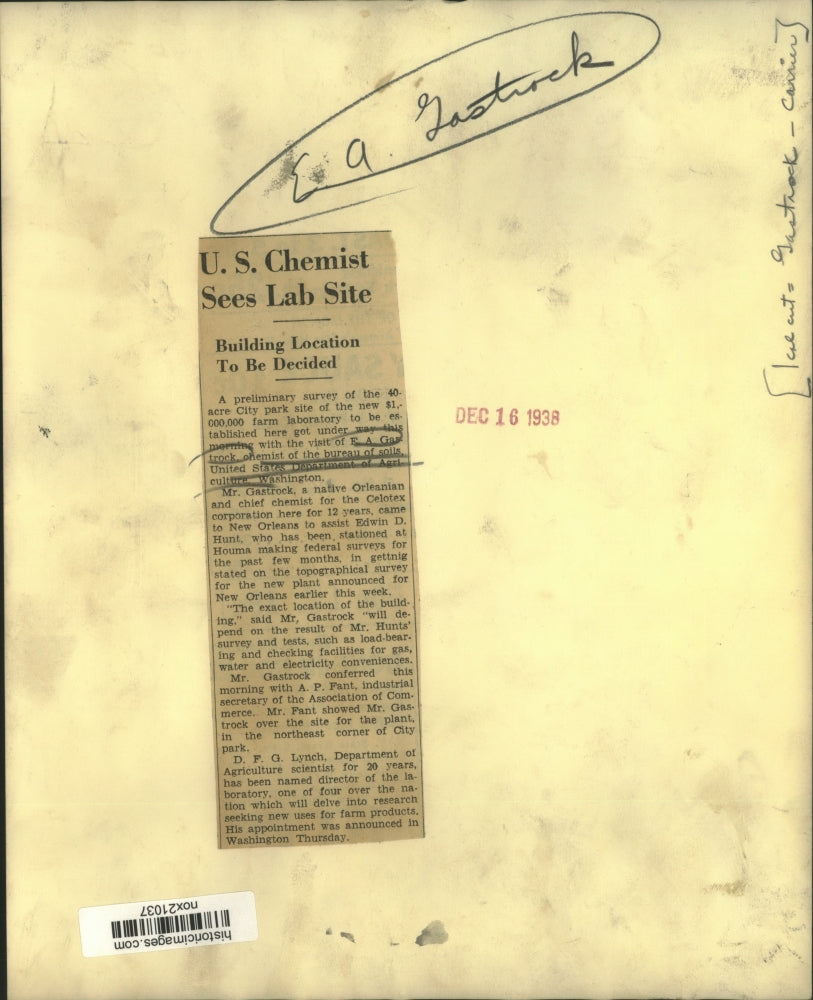 E. A. Gastrock
U. S. Chemist
Sees Lab Site
Building Location
To Be Decided
A preliminary survey of the 40-
acre City park site of the new $1,-
000,000 farm laboratory to be es-
tablished here got under way this
morning with the visit of E. A. Gas-
trock, chemist of the bureau of soils,
United States Department of Agri-
culture, Washington.
Mr. Gastrock, a native Orleanian
and chief chemist for the Celotex
corporation here for 12 years, came
to New Orleans to assist Edwin D.
Hunt, who has been stationed at
Houma making federal surveys for
the past few months, in gettnig
stated on the topographical survey
for the new plant announced for
New Orleans earlier this week.
"The exact location of the build-
ing," said Mr, Gastrock "will de-
pend on the result of Mr. Hunts'
survey and tests, such as load-bear-
ing and checking facilities for gas,
water and electricity conveniences.
Mr. Gastrock conferred this
morning with A. P. Fant, industrial
secretary of the Association of Com-
merce. Mr. Fant showed Mr. Gas-
trock over the site for the plant,
in the northeast corner of City
park.
D. F. G. Lynch, Department of
Agriculture scientist for 20 years,
has been named director of the la-
boratory, one of four over the na-
tion which will delve into research
seeking new uses for farm products.
His appointment was announced in
Washington Thursday.
DEC 16 1938
[1 col cut = Gastrock - Carrier]
historicimages.com
nox21037